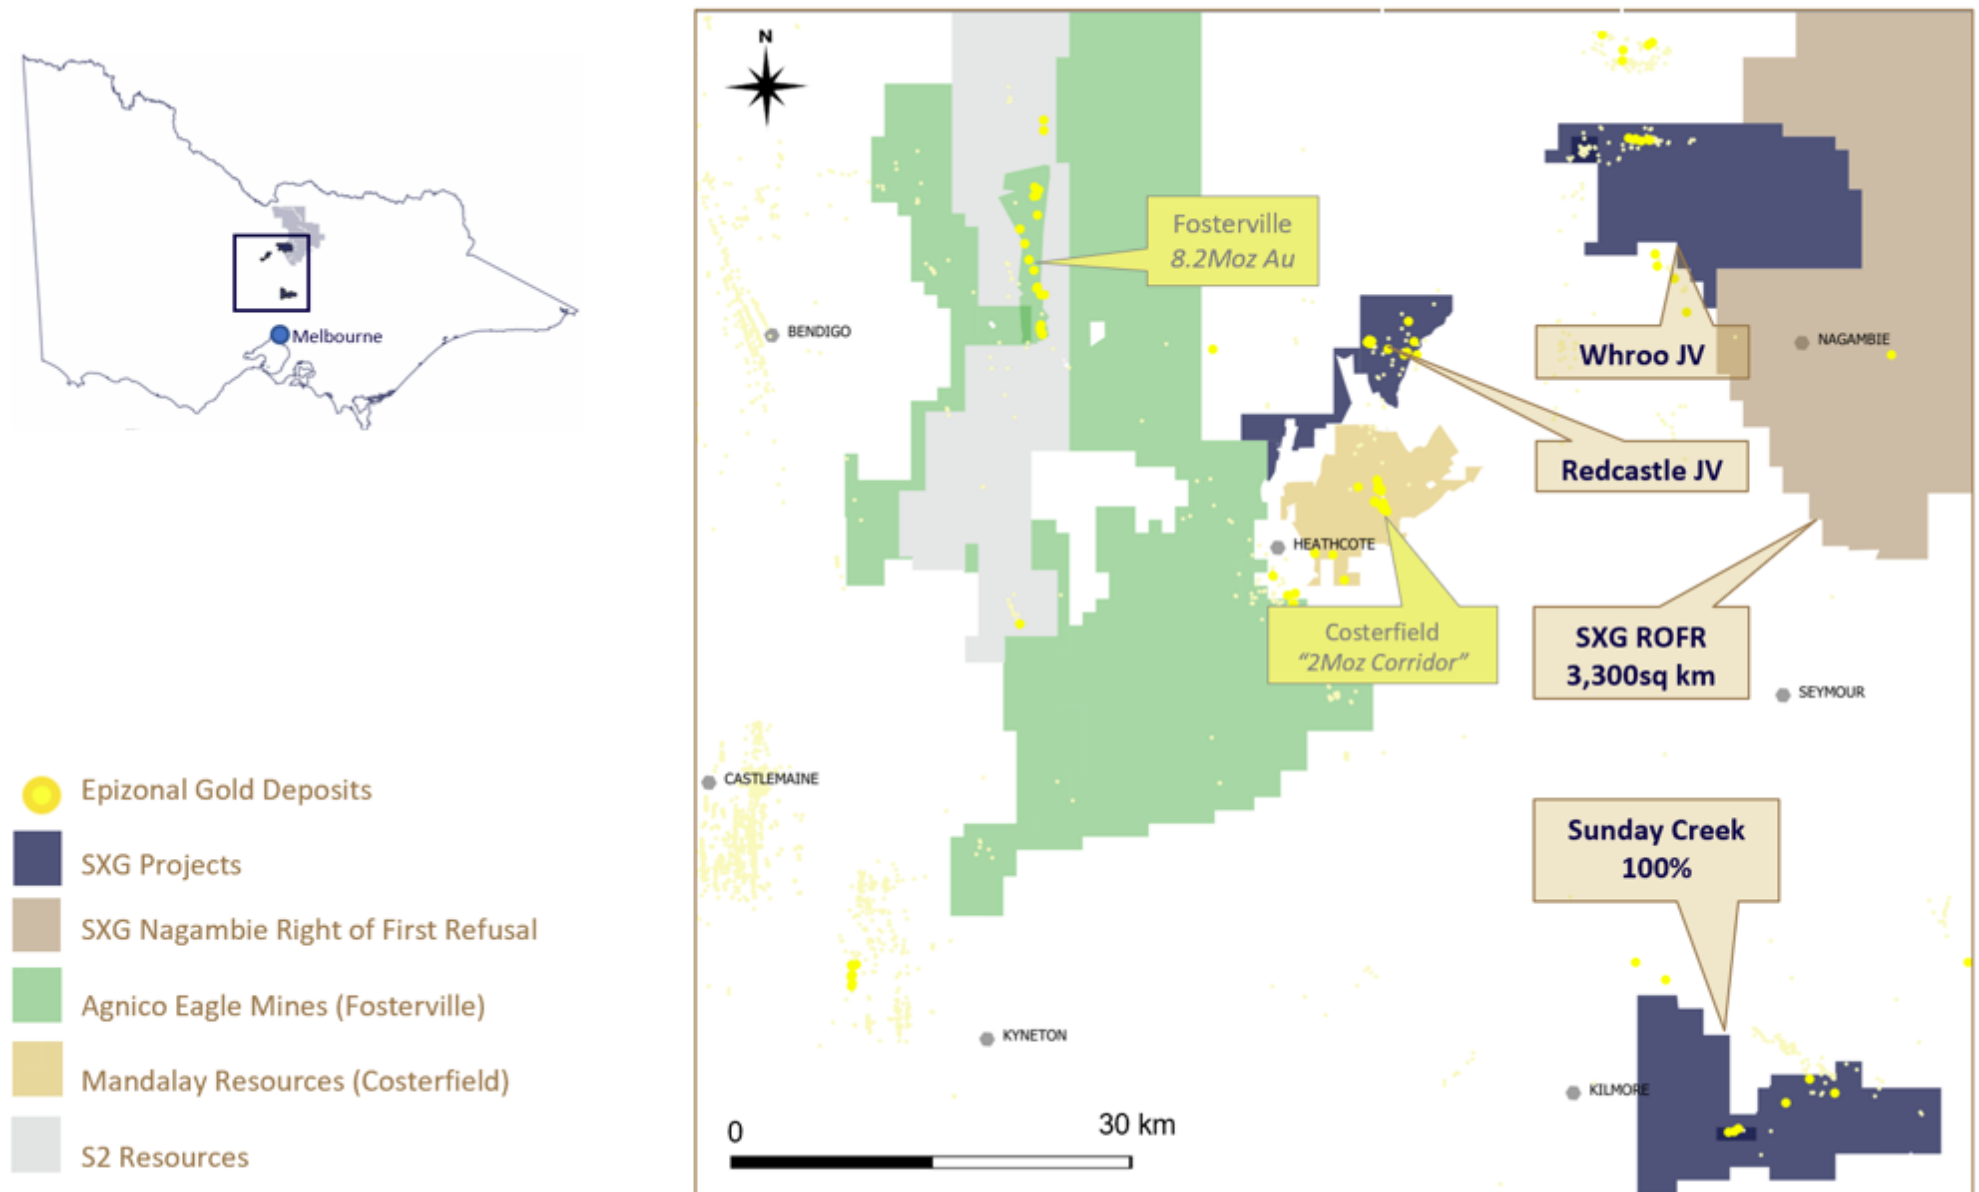 Melbourne
Epizonal Gold Deposits
SXG Projects
SXG Nagambie Right of First Refusal
Agnico Eagle Mines (Fosterville)
Mandalay Resources (Costerfield)
S2 Resources
N
Fosterville
8.2Moz Au
BENDIGO
NAGAMBIE
Whroo JV
Redcastle JV
HEATHCOTE
Costerfield
“2Moz Corridor”
SXG ROFR
3,300sq km
SEYMOUR
CASTLEMAINE
Sunday Creek
100%
KYNETON
KILMORE
0
30 km